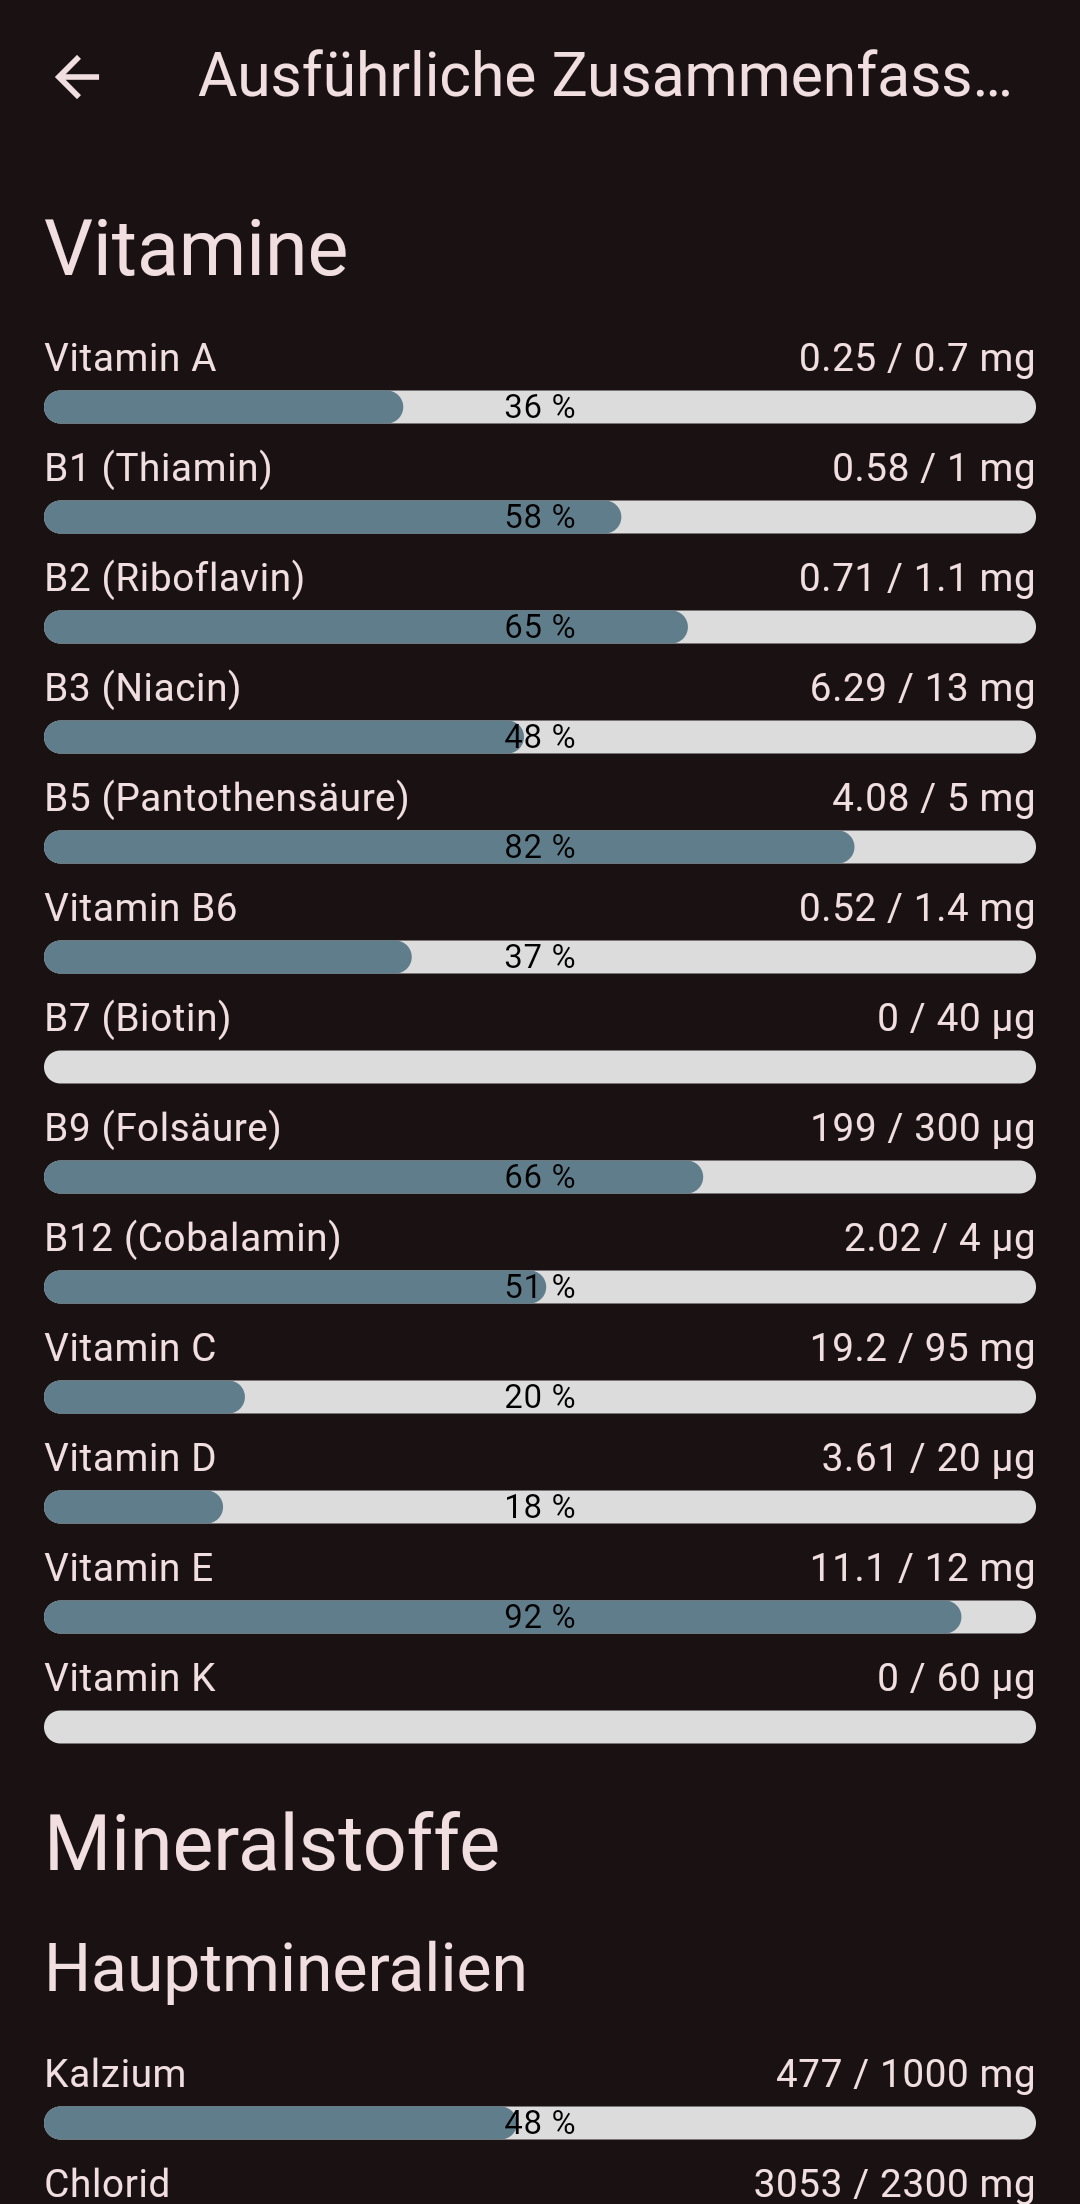 Ausführliche Zusammenfass...
Vitamine
Vitamin A 0.25 / 0.7 mg
36 %
B1 (Thiamin) 0.58 / 1 mg
58 %
B2 (Riboflavin) 0.71 / 1.1 mg
65 %
B3 (Niacin) 6.29 / 13 mg
48 %
B5 (Pantothensäure) 4.08 / 5 mg
82 %
Vitamin B6 0.52 / 1.4 mg
37 %
B7 (Biotin) 0 / 40 µg
B9 (Folsäure) 199 / 300 µg
66 %
B12 (Cobalamin) 2.02 / 4 µg
51 %
Vitamin C 19.2 / 95 mg
20 %
Vitamin D 3.61 / 20 µg
18 %
Vitamin E 11.1 / 12 mg
92 %
Vitamin K 0 / 60 µg
Mineralstoffe
Hauptmineralien
Kalzium 477 / 1000 mg
48 %
Chlorid 3053 / 2300 mg